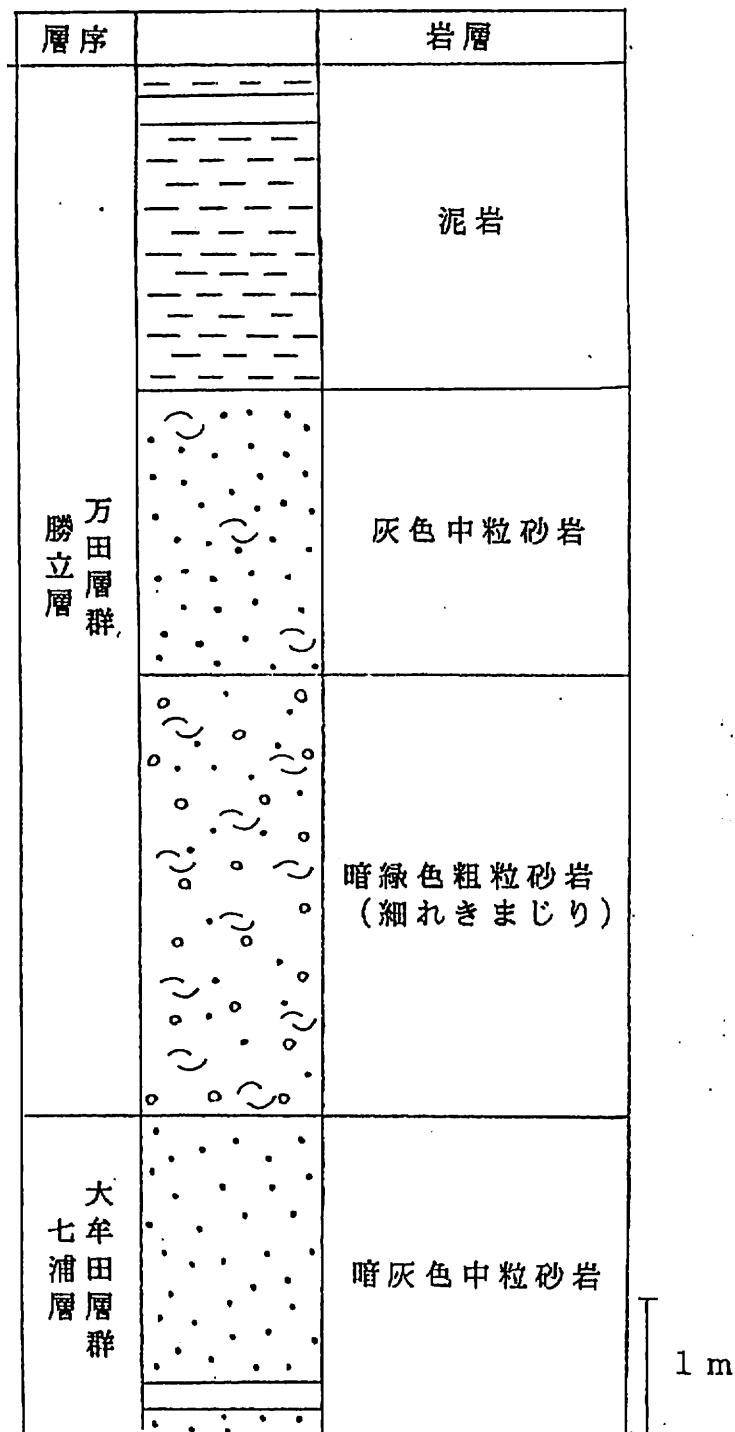 層序
岩層
泥岩
万田層群
勝立層
灰色中粒砂岩
暗緑色粗粒砂岩
(細れきまじり)
大牟田層群
七浦層
暗灰色中粒砂岩
1 m